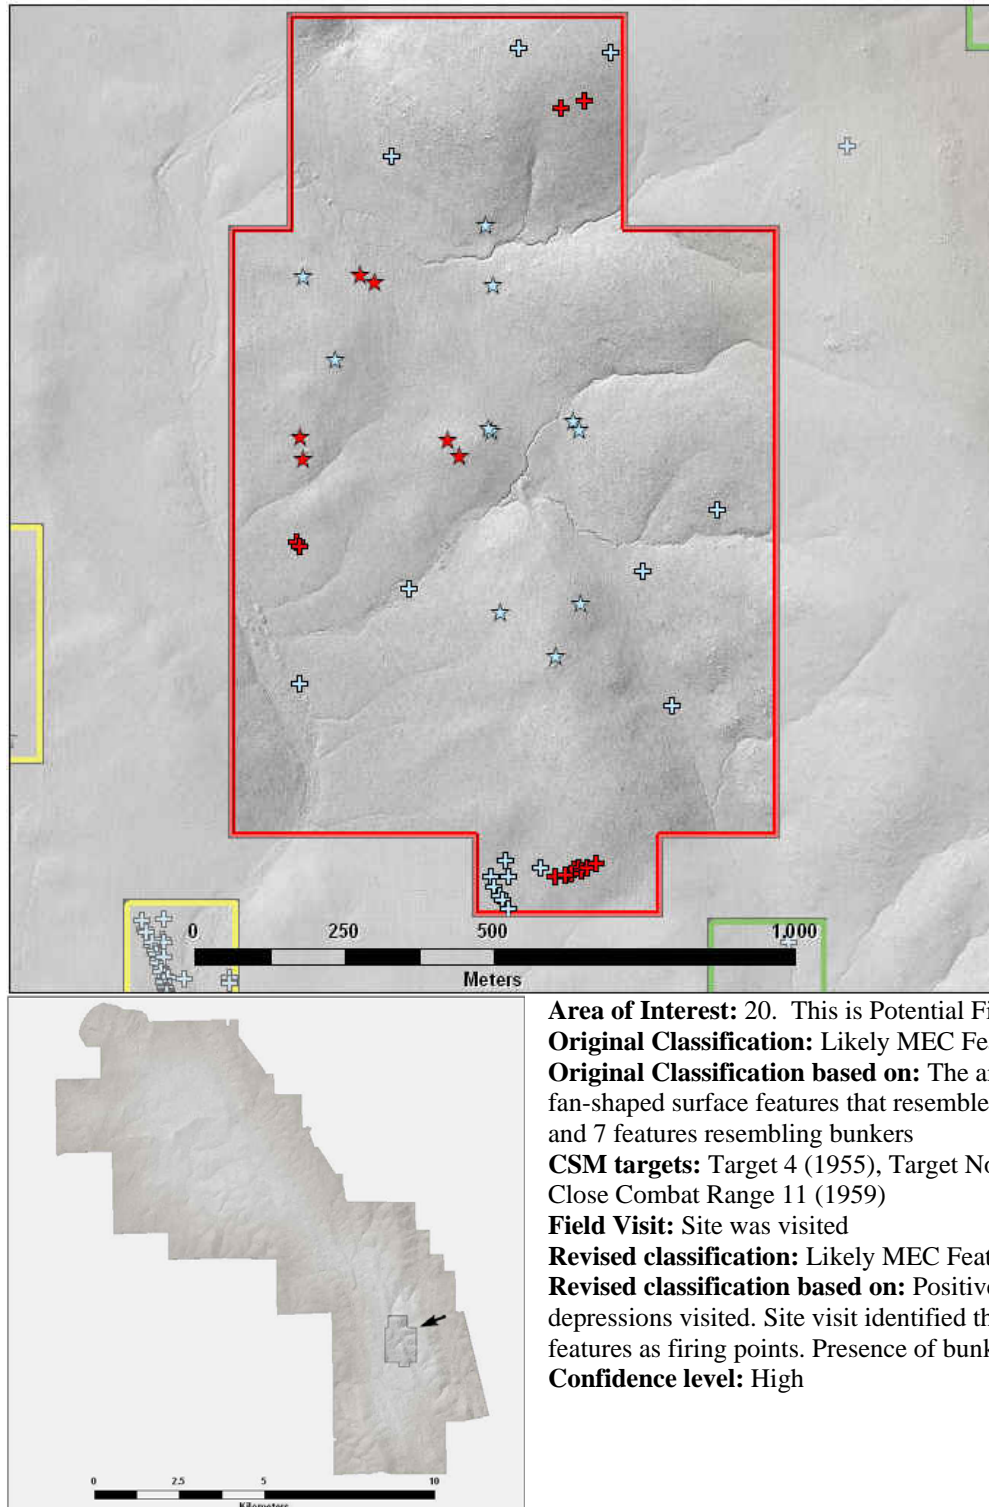 0 250 500 1,000
Meters
Area of Interest: 20. This is Potential Fi
Original Classification: Likely MEC Fea
Original Classification based on: The a
fan-shaped surface features that resemble
and 7 features resembling bunkers
CSM targets: Target 4 (1955), Target No
Close Combat Range 11 (1959)
Field Visit: Site was visited
Revised classification: Likely MEC Feat
Revised classification based on: Positive
depressions visited. Site visit identified th
features as firing points. Presence of bunk
Confidence level: High
0 2.5 5 10
Kilometers